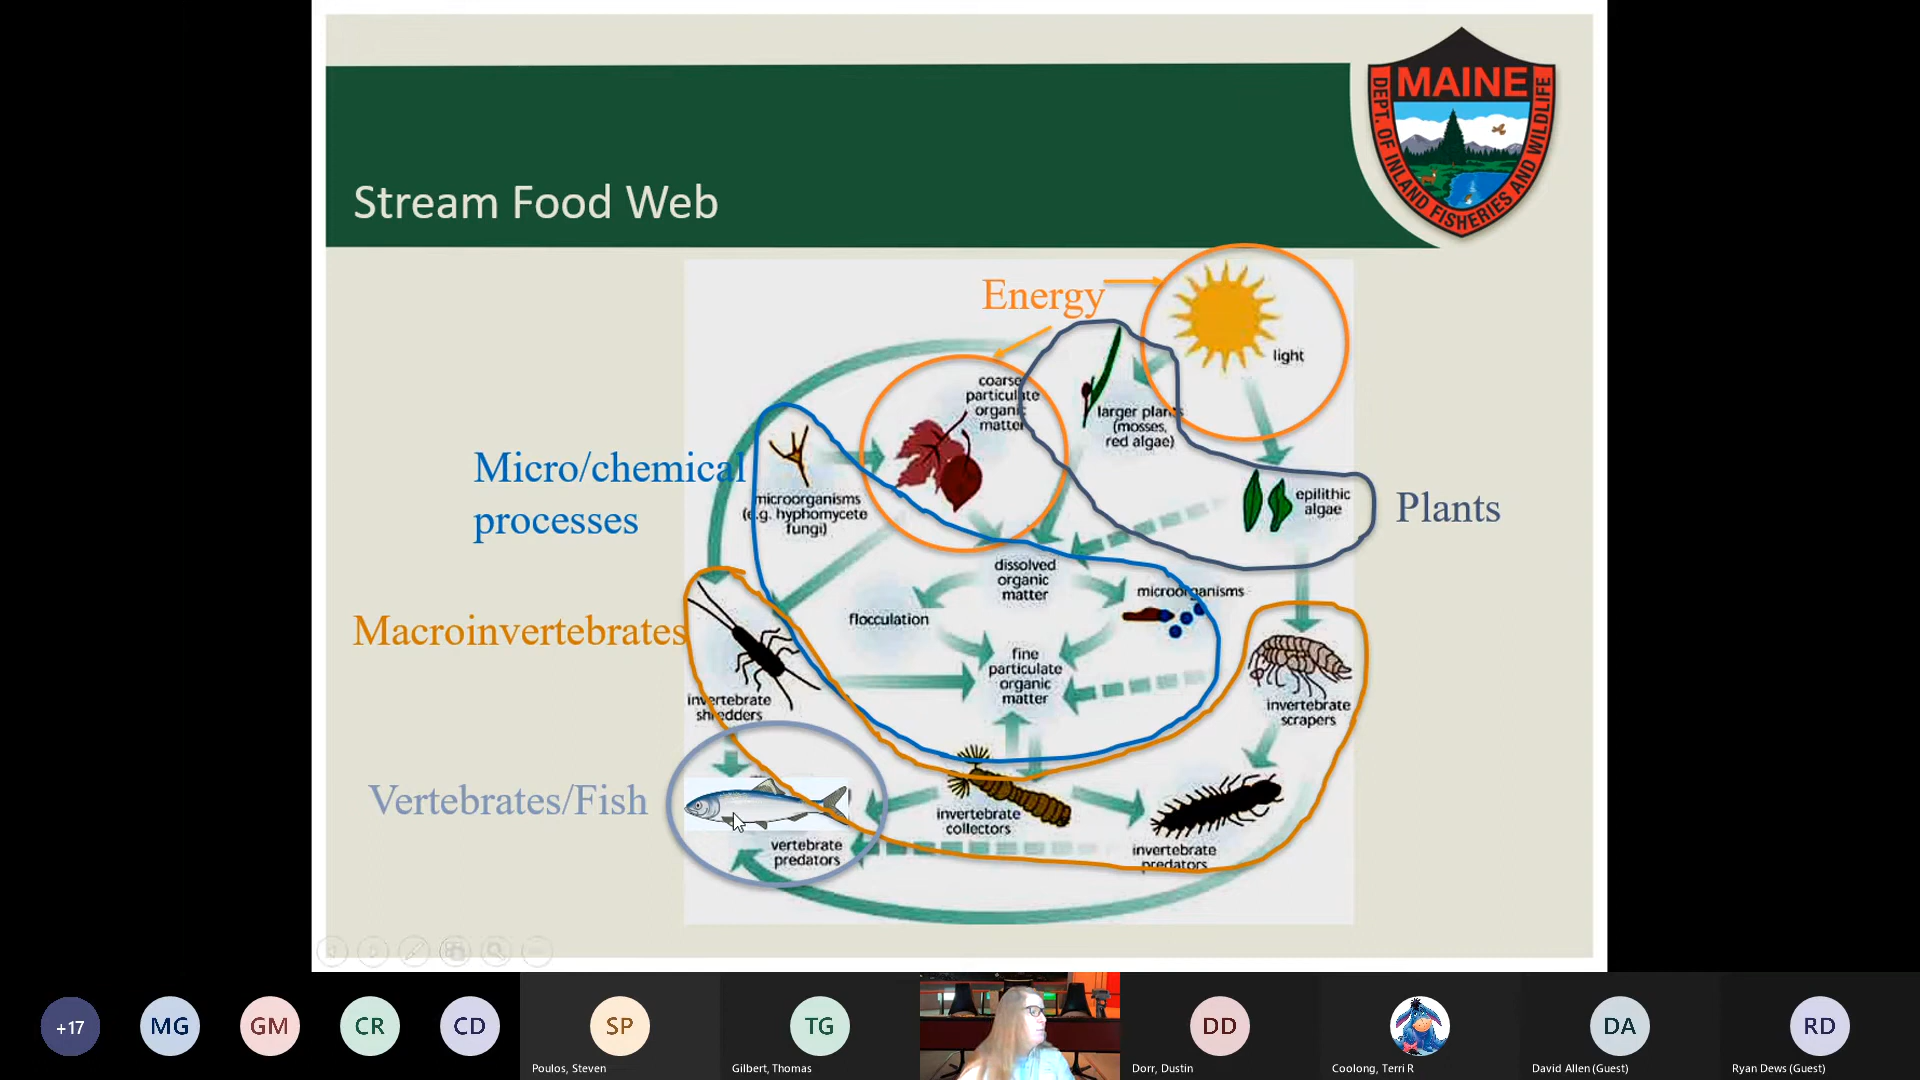 MAINE
DEPT. OF INLAND FISHERIES AND WILDLIFE
Stream Food Web
Energy
light
coarse
particulate
organic
matter
larger plants
(mosses,
red algae)
Micro/chemical
processes
microorganisms
(e.g. hyphomycete
fungi)
epilithic
algae
Plants
dissolved
organic
matter
microorganisms
flocculation
Macroinvertebrates
fine
particulate
organic
matter
invertebrate
shredders
invertebrate
scrapers
Vertebrates/Fish
invertebrate
collectors
vertebrate
predators
invertebrate
predators
+17
MG
GM
CR
CD
SP
Poulos, Steven
TG
Gilbert, Thomas
DD
Dorr, Dustin
Coolong, Terri R
DA
David Allen (Guest)
RD
Ryan Dews (Guest)